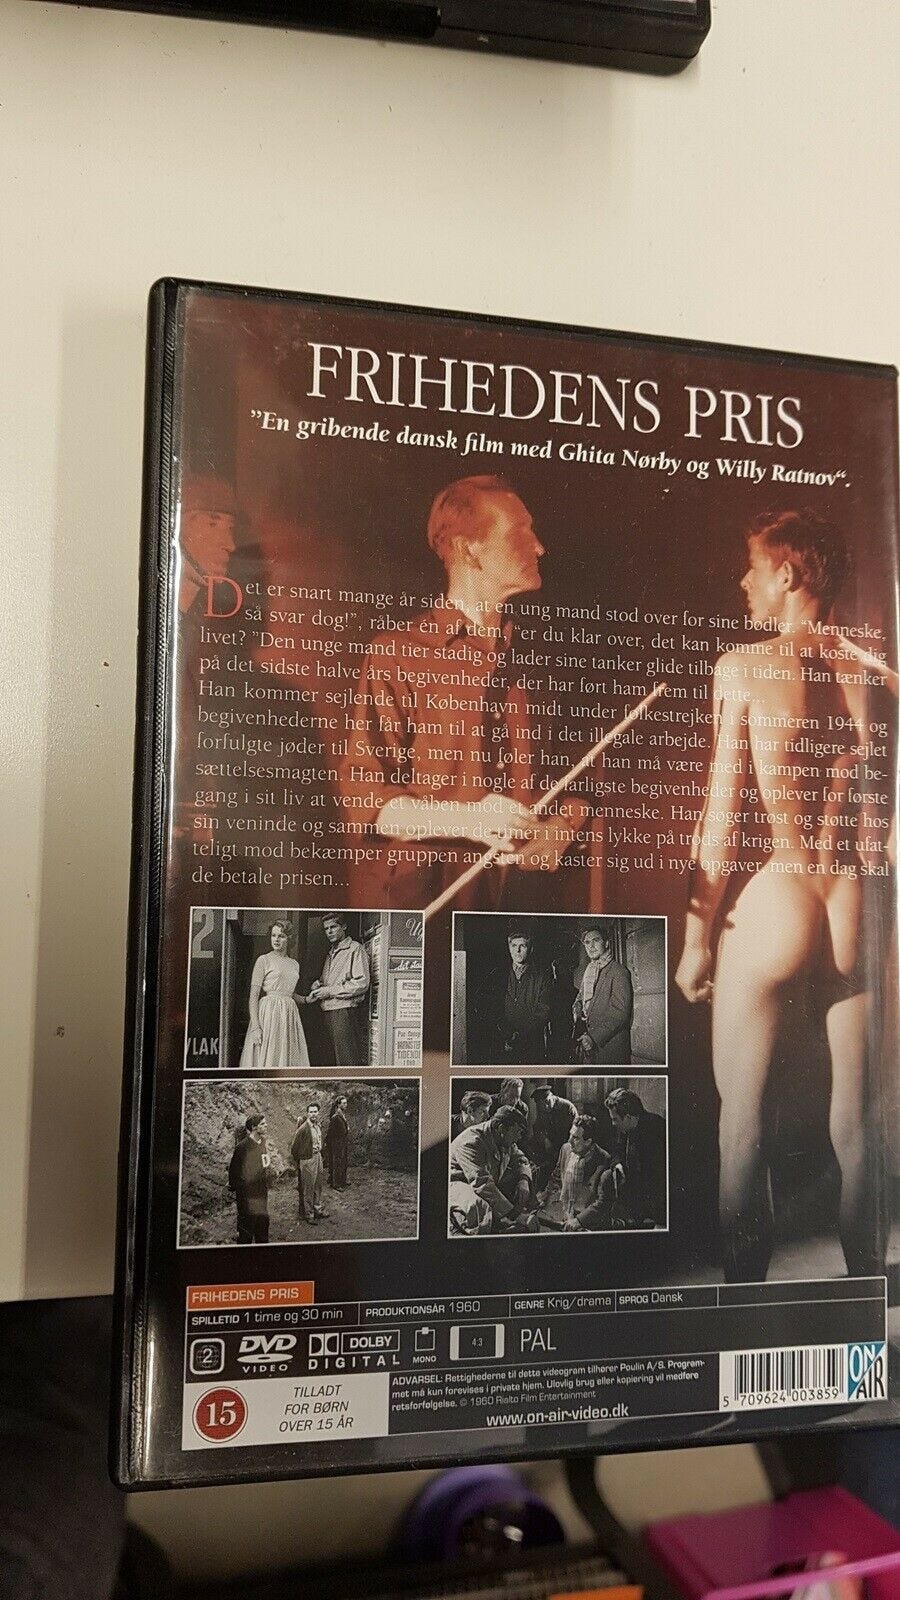 FRIHEDENS PRIS
"En gribende dansk film med Ghita Nørby og Willy Ratnov".
Det er snart mange år siden, at en ung mand stod over for sine bødler. "Menneske,
så svar dog!", råber én af dem, "er du klar over, det kan komme til at koste dig
livet? "Den unge mand tier stadig og lader sine tanker glide tilbage i tiden. Han tænker
på det sidste halve års begivenheder, der har ført ham frem til dette...
Han kommer sejlende til København midt under folkestrejken i sommeren 1944 og
begivenhederne her får ham til at gå ind i det illegale arbejde. Han har tidligere sejlet
forfulgte jøder til Sverige, men nu føler han, at han må være med i kampen mod be-
sættelsesmagten. Han deltager i nogle af de farligste begivenheder og oplever for første
gang i sit liv at vende et våben mod et andet menneske. Han søger trøst og støtte hos
sin veninde og sammen oplever de timer i intens lykke på trods af krigen. Med et ufat-
teligt mod bekæmper gruppen angsten og kaster sig ud i nye opgaver, men en dag skal
de betale prisen...
2
VLAK
FRIHEDENS PRIS
SPILLETID 1 time og 30 min
PRODUKTIONSÅR 1960
GENRE Krig/drama
SPROG Dansk
2
DVD
VIDEO
DOLBY
DIGITAL
MONO
4:3
PAL
15
TILLADT
FOR BØRN
OVER 15 ÅR
ADVARSEL: Rettighederne til dette videogram tilhører Poulin A/S. Program-
met må kun forevises i private hjem. Ulovlig brug eller kopiering vil medføre
retsforfølgelse. © 1960 Rialto Film Entertainment
www.on-air-video.dk
5 709624 003859
ON
AIR